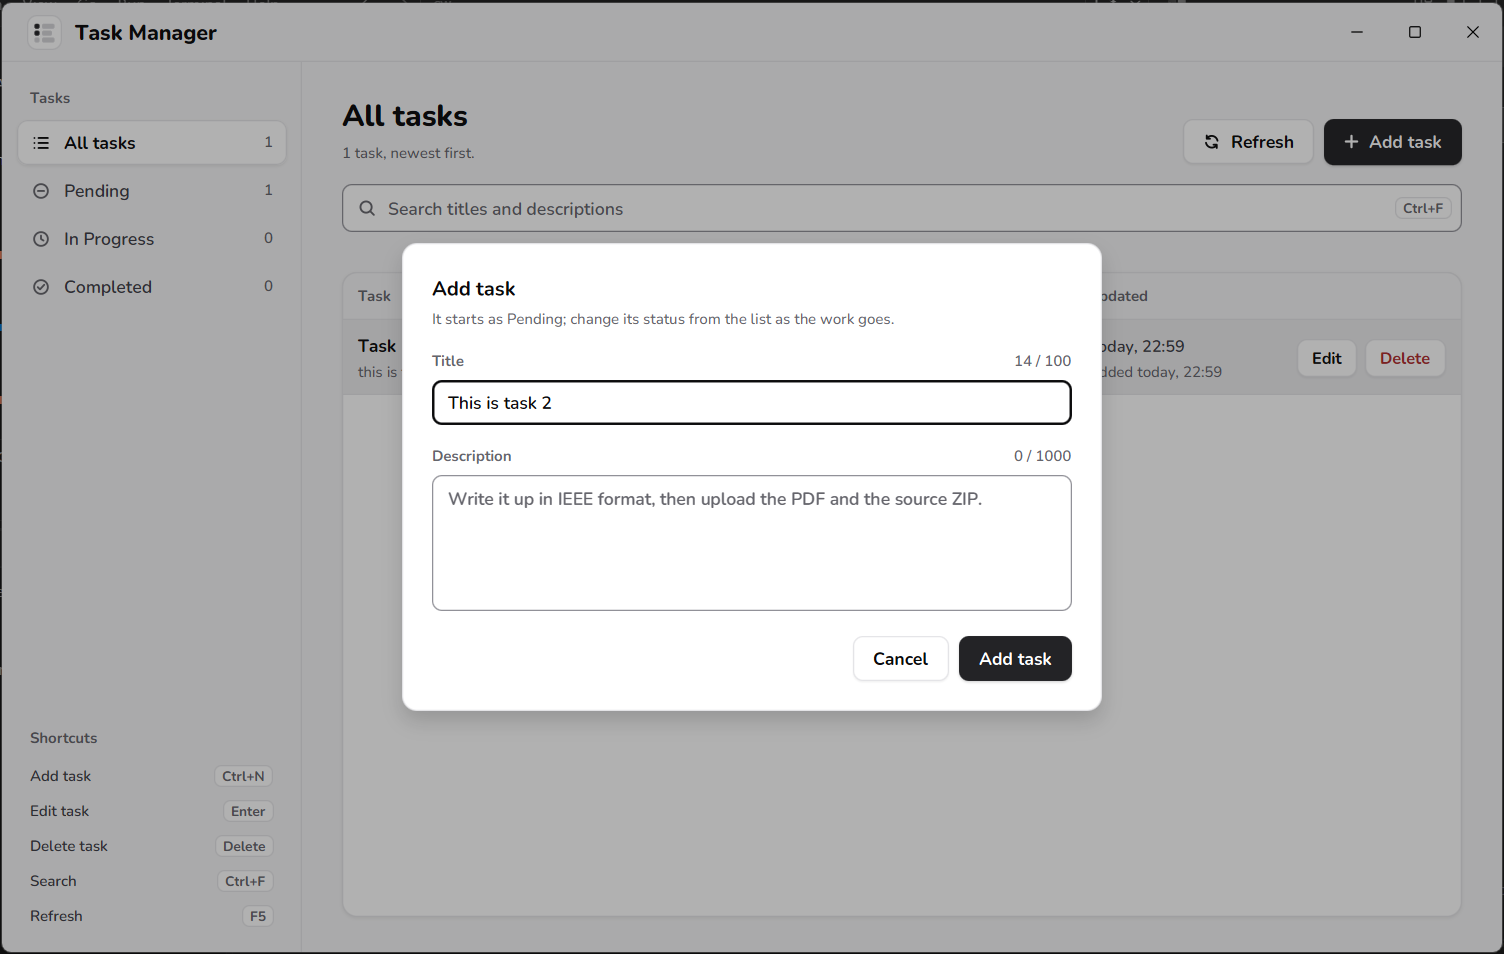 Task Manager
Tasks
All tasks 1
Pending 1
In Progress 0
Completed 0
All tasks
1 task, newest first.
Refresh
Add task
Search titles and descriptions Ctrl+F
Task
Task
this is
oday, 22:59
dded today, 22:59
Edit
Delete
Add task
It starts as Pending; change its status from the list as the work goes.
Title 14 / 100
This is task 2
Description 0 / 1000
Write it up in IEEE format, then upload the PDF and the source ZIP.
Cancel
Add task
Shortcuts
Add task Ctrl+N
Edit task Enter
Delete task Delete
Search Ctrl+F
Refresh F5